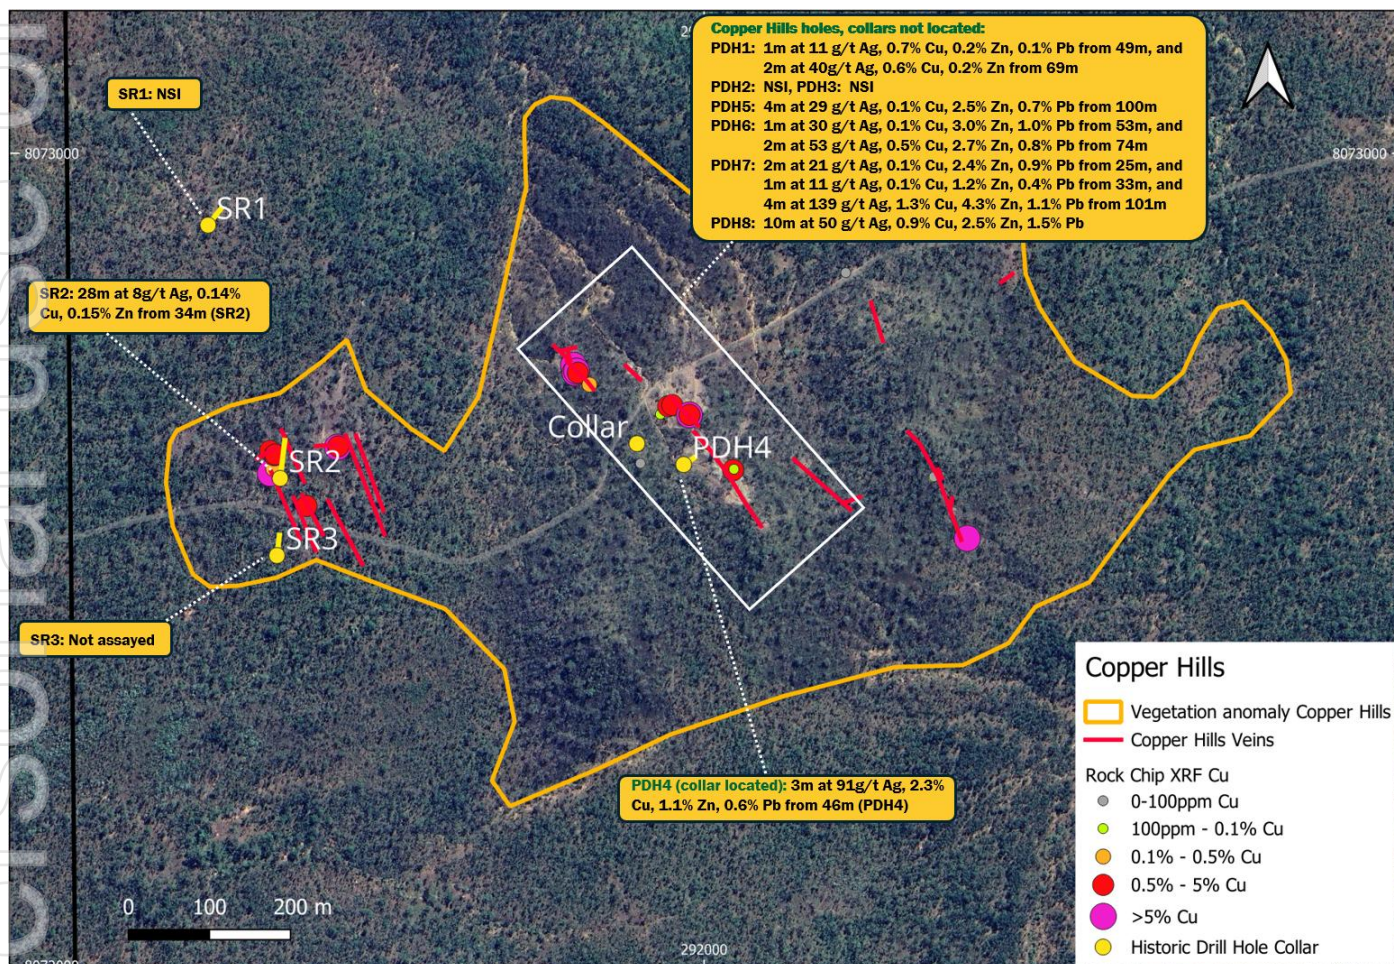 Copper Hills holes, collars not located:
PDH1: 1m at 11 g/t Ag, 0.7% Cu, 0.2% Zn, 0.1% Pb from 49m, and
2m at 40g/t Ag, 0.6% Cu, 0.2% Zn from 69m
PDH2: NSI, PDH3: NSI
PDH5: 4m at 29 g/t Ag, 0.1% Cu, 2.5% Zn, 0.7% Pb from 100m
PDH6: 1m at 30 g/t Ag, 0.1% Cu, 3.0% Zn, 1.0% Pb from 53m, and
2m at 53 g/t Ag, 0.5% Cu, 2.7% Zn, 0.8% Pb from 74m
PDH7: 2m at 21 g/t Ag, 0.1% Cu, 2.4% Zn, 0.9% Pb from 25m, and
1m at 11 g/t Ag, 0.1% Cu, 1.2% Zn, 0.4% Pb from 33m, and
4m at 139 g/t Ag, 1.3% Cu, 4.3% Zn, 1.1% Pb from 101m
PDH8: 10m at 50 g/t Ag, 0.9% Cu, 2.5% Zn, 1.5% Pb
SR1: NSI
8073000
8073000
SR1
SR2: 28m at 8g/t Ag, 0.14%
Cu, 0.15% Zn from 34m (SR2)
Collar
PDH4
SR2
SR3
SR3: Not assayed
PDH4 (collar located): 3m at 91g/t Ag, 2.3%
Cu, 1.1% Zn, 0.6% Pb from 46m (PDH4)
Copper Hills
Vegetation anomaly Copper Hills
Copper Hills Veins
Rock Chip XRF Cu
0-100ppm Cu
100ppm - 0.1% Cu
0.1% - 0.5% Cu
0.5% - 5% Cu
>5% Cu
Historic Drill Hole Collar
0 100 200 m
292000